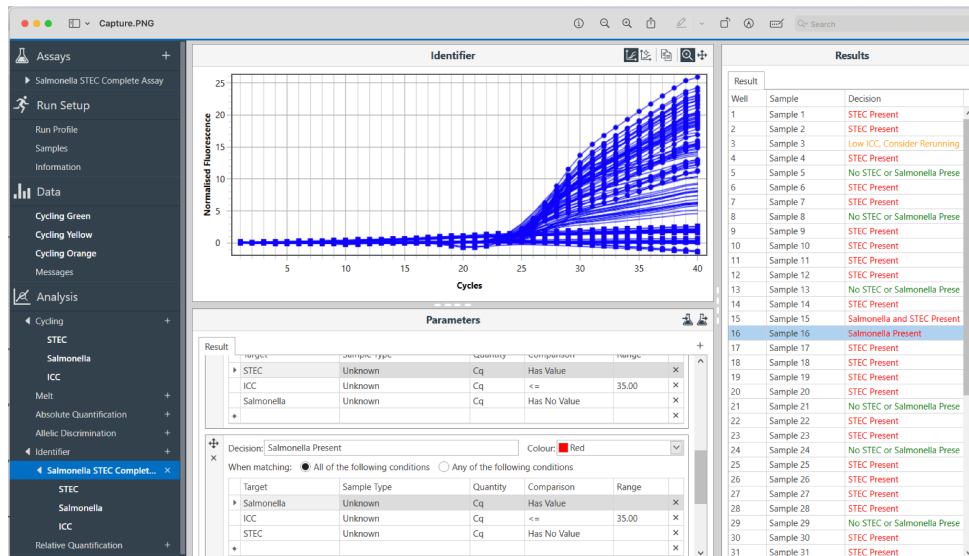 Capture.PNG
Search
Assays +
Salmonella STEC Complete Assay
Run Setup
Run Profile
Samples
Information
Data
Cycling Green
Cycling Yellow
Cycling Orange
Messages
Analysis
Cycling +
STEC
Salmonella
ICC
Melt +
Absolute Quantification +
Allelic Discrimination +
Identifier +
Salmonella STEC Complet... ×
STEC
Salmonella
ICC
Relative Quantification +
Identifier
Normalised Fluorescence
25
20
15
10
5
0
5 10 15 20 25 30 35 40
Cycles
Parameters
Result +
Target Sample Type Quantity Comparison Range
STEC Unknown Cq Has Value ×
ICC Unknown Cq <= 35.00 ×
Salmonella Unknown Cq Has No Value ×
×
Decision: Salmonella Present Colour: Red
× When matching: All of the following conditions Any of the following conditions
Target Sample Type Quantity Comparison Range
Salmonella Unknown Cq Has Value ×
ICC Unknown Cq <= 35.00 ×
STEC Unknown Cq Has No Value ×
Results
Result
Well Sample Decision
1 Sample 1 STEC Present
2 Sample 2 STEC Present
3 Sample 3 Low ICC, Consider Rerunning
4 Sample 4 STEC Present
5 Sample 5 No STEC or Salmonella Prese
6 Sample 6 STEC Present
7 Sample 7 STEC Present
8 Sample 8 No STEC or Salmonella Prese
9 Sample 9 STEC Present
10 Sample 10 STEC Present
11 Sample 11 STEC Present
12 Sample 12 STEC Present
13 Sample 13 No STEC or Salmonella Prese
14 Sample 14 STEC Present
15 Sample 15 Salmonella and STEC Present
16 Sample 16 Salmonella Present
17 Sample 17 STEC Present
18 Sample 18 STEC Present
19 Sample 19 STEC Present
20 Sample 20 STEC Present
21 Sample 21 No STEC or Salmonella Prese
22 Sample 22 STEC Present
23 Sample 23 STEC Present
24 Sample 24 No STEC or Salmonella Prese
25 Sample 25 STEC Present
26 Sample 26 STEC Present
27 Sample 27 STEC Present
28 Sample 28 STEC Present
29 Sample 29 No STEC or Salmonella Prese
30 Sample 30 STEC Present
31 Sample 31 STEC Present